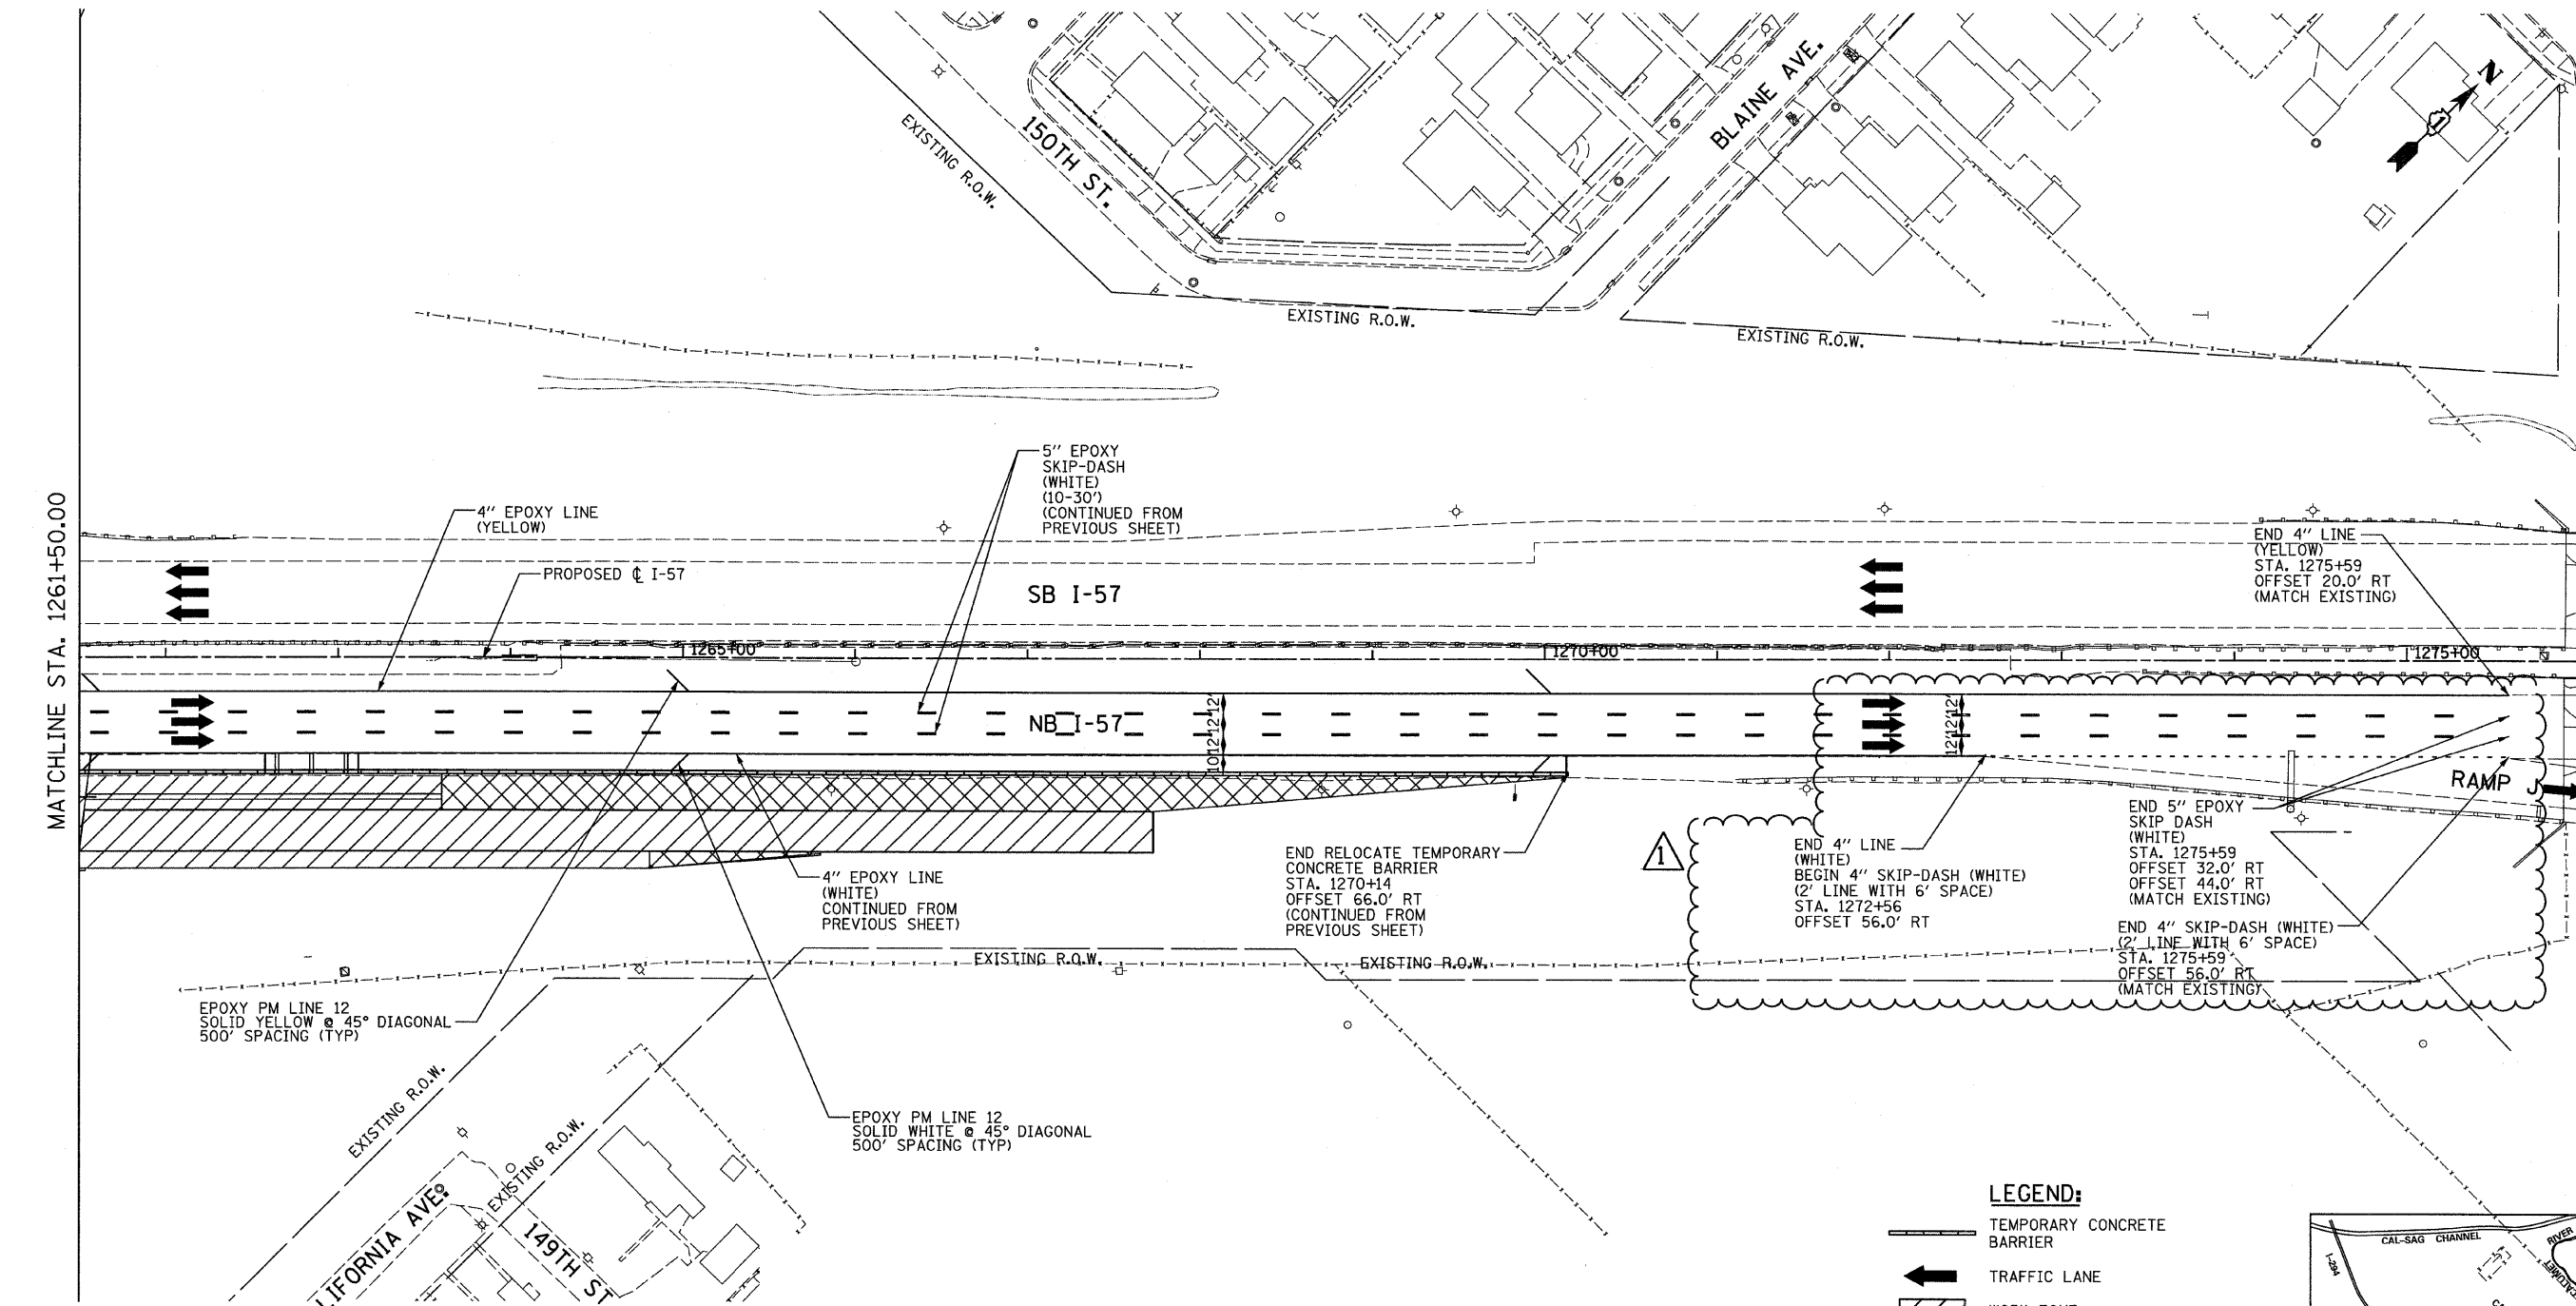 N
BLAINE AVE.
150TH ST.
EXISTING R.O.W.
EXISTING R.O.W.
EXISTING R.O.W.
MATCHLINE STA. 1261+50.00
4" EPOXY LINE
(YELLOW)
PROPOSED ℄ I-57
5" EPOXY
SKIP-DASH
(WHITE)
(10-30')
(CONTINUED FROM
PREVIOUS SHEET)
SB I-57
END 4" LINE
(YELLOW)
STA. 1275+59
OFFSET 20.0' RT
(MATCH EXISTING)
1265+00
1270+00
1275+00
NB I-57
12'
12'
12'
10'
12'
12'
12'
RAMP J
1
4" EPOXY LINE
(WHITE)
CONTINUED FROM
PREVIOUS SHEET)
END RELOCATE TEMPORARY
CONCRETE BARRIER
STA. 1270+14
OFFSET 66.0' RT
(CONTINUED FROM
PREVIOUS SHEET)
END 4" LINE
(WHITE)
BEGIN 4" SKIP-DASH (WHITE)
(2' LINE WITH 6' SPACE)
STA. 1272+56
OFFSET 56.0' RT
END 5" EPOXY
SKIP DASH
(WHITE)
STA. 1275+59
OFFSET 32.0' RT
OFFSET 44.0' RT
(MATCH EXISTING)
END 4" SKIP-DASH (WHITE)
(2' LINE WITH 6' SPACE)
STA. 1275+59
OFFSET 56.0' RT
(MATCH EXISTING)
EXISTING R.O.W.
EXISTING R.O.W.
EPOXY PM LINE 12
SOLID YELLOW @ 45° DIAGONAL
500' SPACING (TYP)
EPOXY PM LINE 12
SOLID WHITE @ 45° DIAGONAL
500' SPACING (TYP)
EXISTING R.O.W.
EXISTING R.O.W.
LIFORNIA AVE.
149TH ST
LEGEND:
TEMPORARY CONCRETE
BARRIER
TRAFFIC LANE
CAL-SAG CHANNEL
RIVER
I-294
CALUMET